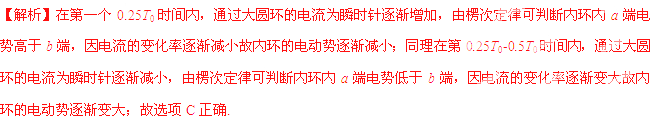 【解析】在第一个 0.25T₀ 时间内，通过大圆环的电流为瞬时针逐渐增加，由楞次定律可判断内环内 a 端电
势高于 b 端，因电流的变化率逐渐减小故内环的电动势逐渐减小；同理在第 0.25T₀-0.5T₀ 时间内，通过大圆
环的电流为瞬时针逐渐减小，由楞次定律可判断内环内 a 端电势低于 b 端，因电流的变化率逐渐变大故内
环的电动势逐渐变大；故选项 C 正确.